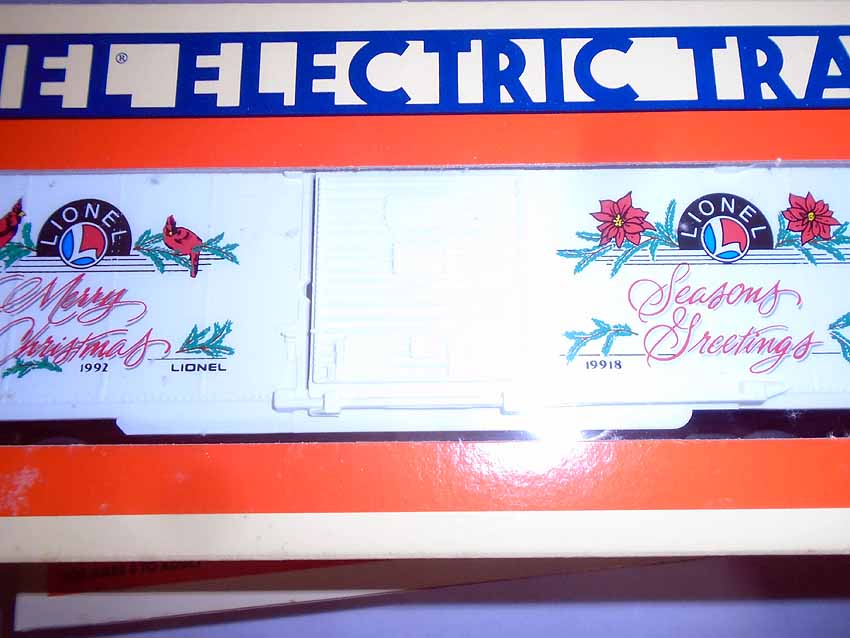 EL® ELECTRIC TRA
LIONEL
L
Merry
Christmas
1992 LIONEL
LIONEL
L
Seasons
Greetings
19918